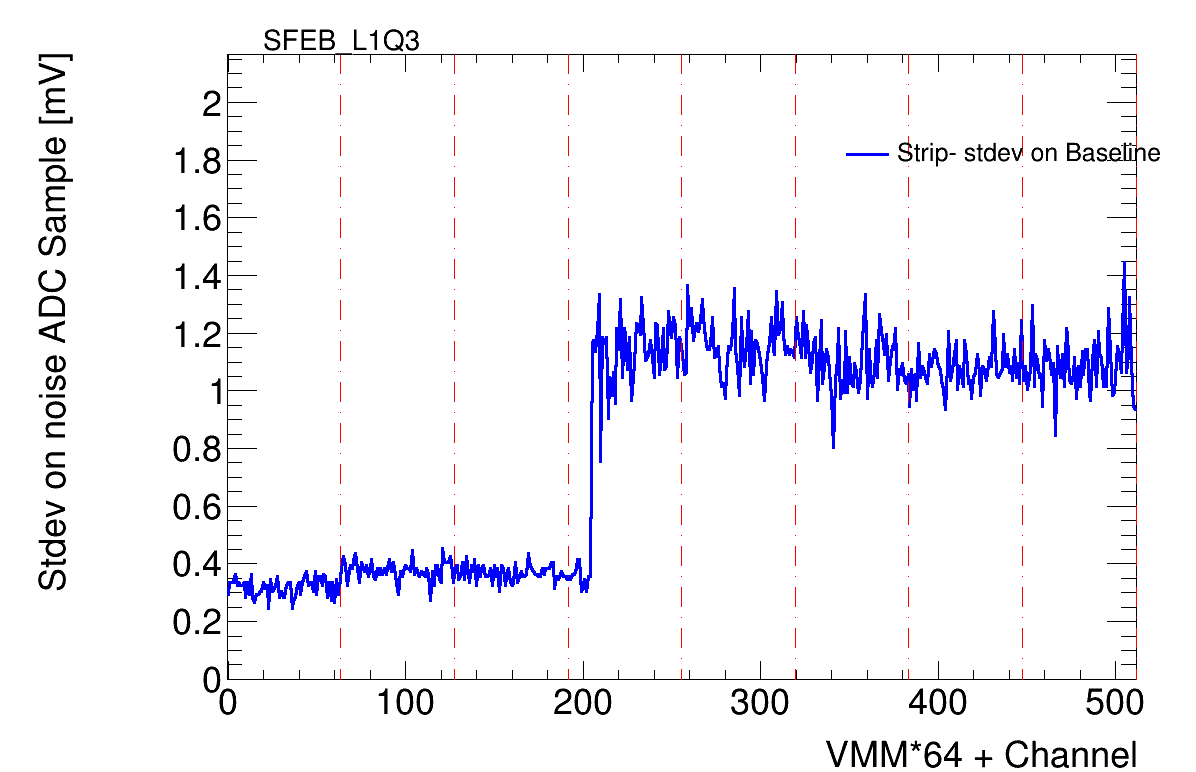 SFEB_L1Q3
Stdev on noise ADC Sample [mV]
2
1.8
1.6
1.4
1.2
1
0.8
0.6
0.4
0.2
0
Strip- stdev on Baseline
0 100 200 300 400 500
VMM*64 + Channel